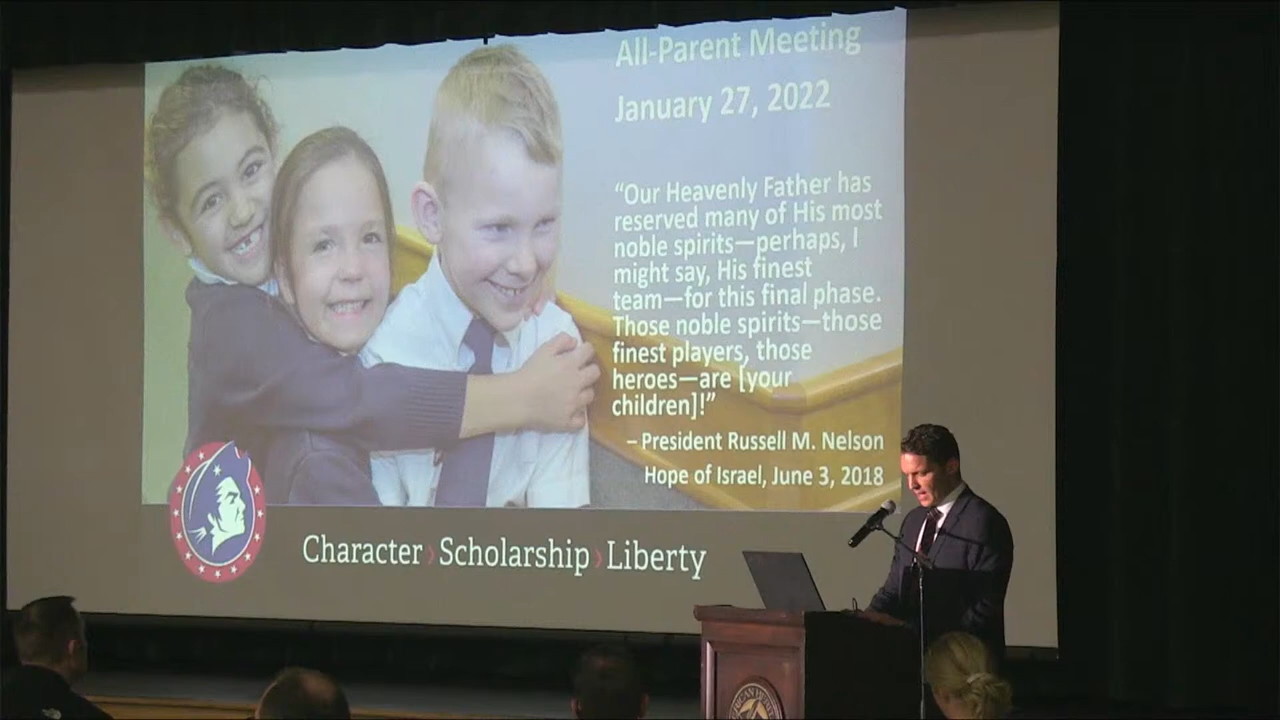 All-Parent Meeting
January 27, 2022
“Our Heavenly Father has
reserved many of His most
noble spirits—perhaps, I
might say, His finest
team—for this final phase.
Those noble spirits—those
finest players, those
heroes—are [your
children]!”
– President Russell M. Nelson
Hope of Israel, June 3, 2018
Character › Scholarship › Liberty